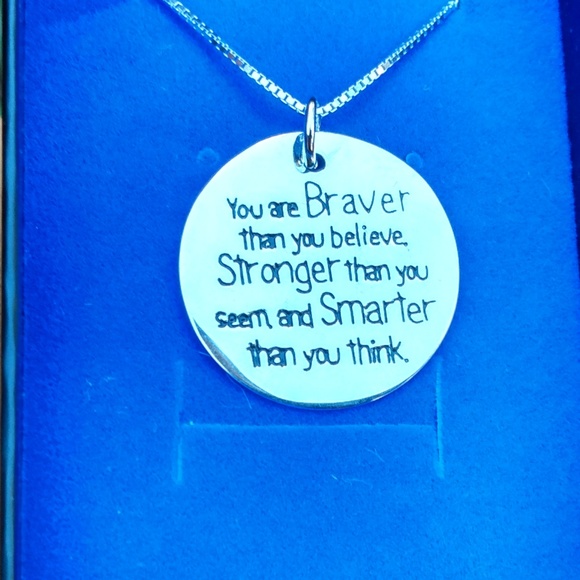 You are Braver
than you believe,
Stronger than you
seem, and Smarter
than you think.